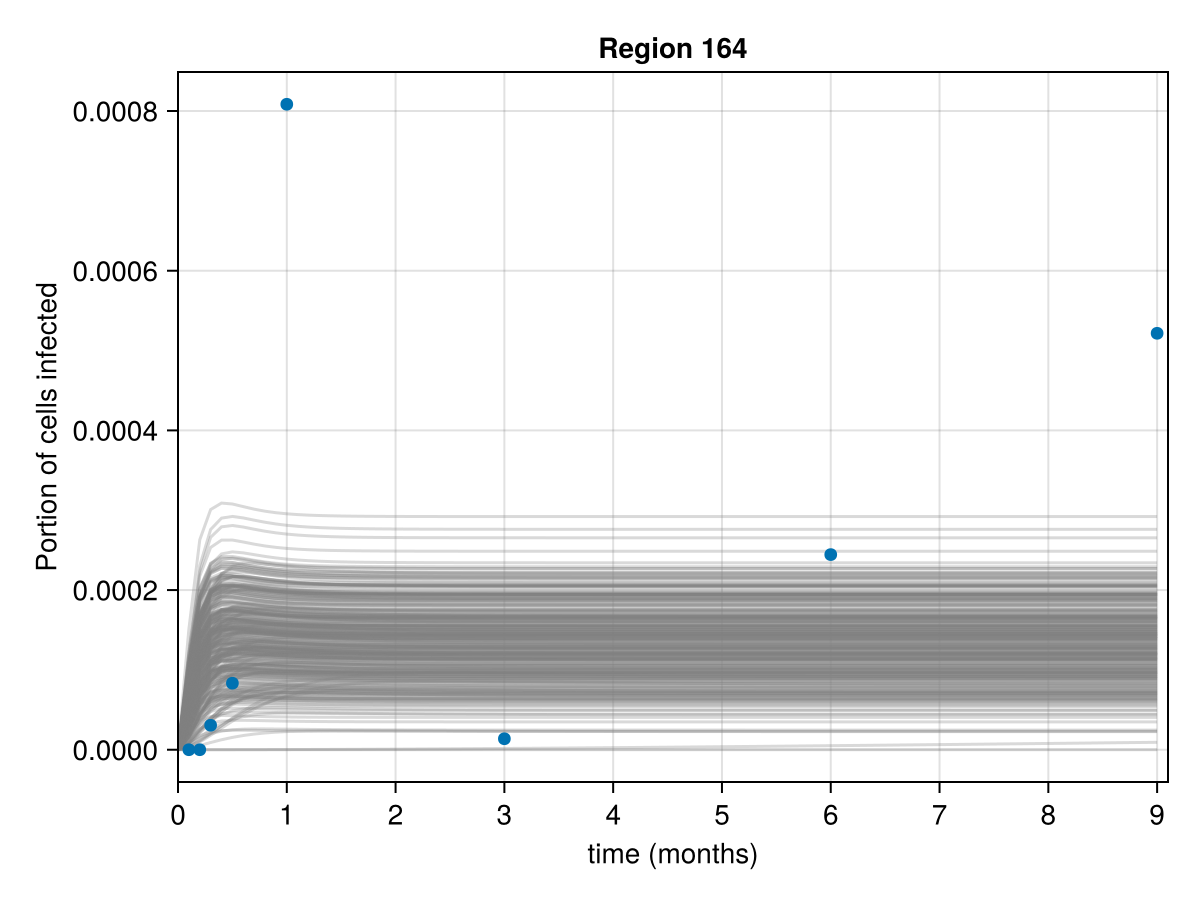 Region 164
Portion of cells infected
0.0008
0.0006
0.0004
0.0002
0.0000
0 1 2 3 4 5 6 7 8 9
time (months)